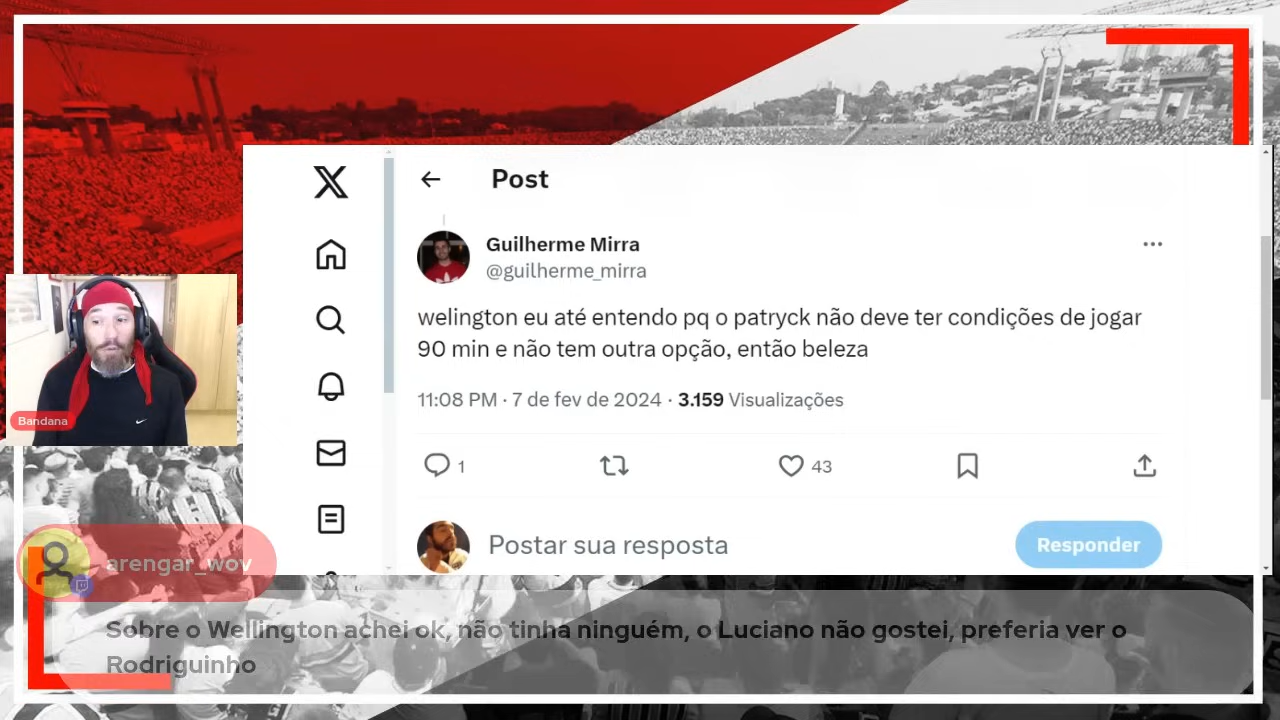 Post
Guilherme Mirra
@guilherme_mirra
welington eu até entendo pq o patryck não deve ter condições de jogar
90 min e não tem outra opção, então beleza
11:08 PM · 7 de fev de 2024 · 3.159 Visualizações
1
43
Postar sua resposta
Responder
Bandana
arengar_wov
Sobre o Wellington achei ok, não tinha ninguém, o Luciano não gostei, preferia ver o
Rodriguinho